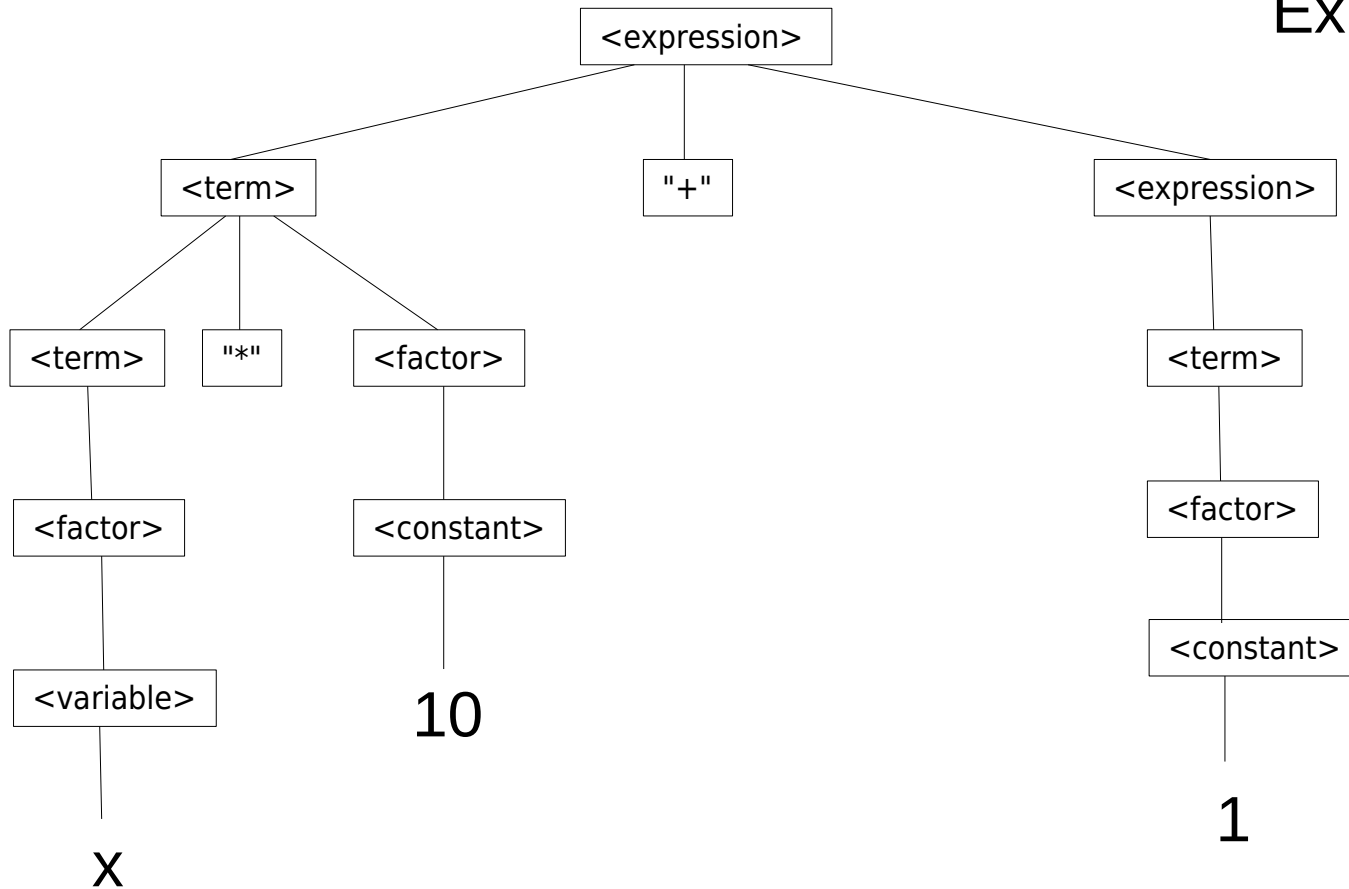 Ex
<expression>
<term> "+" <expression>
<term> "*" <factor> <term>
<factor> <constant> <factor>
<constant>
<variable>
10
1
x